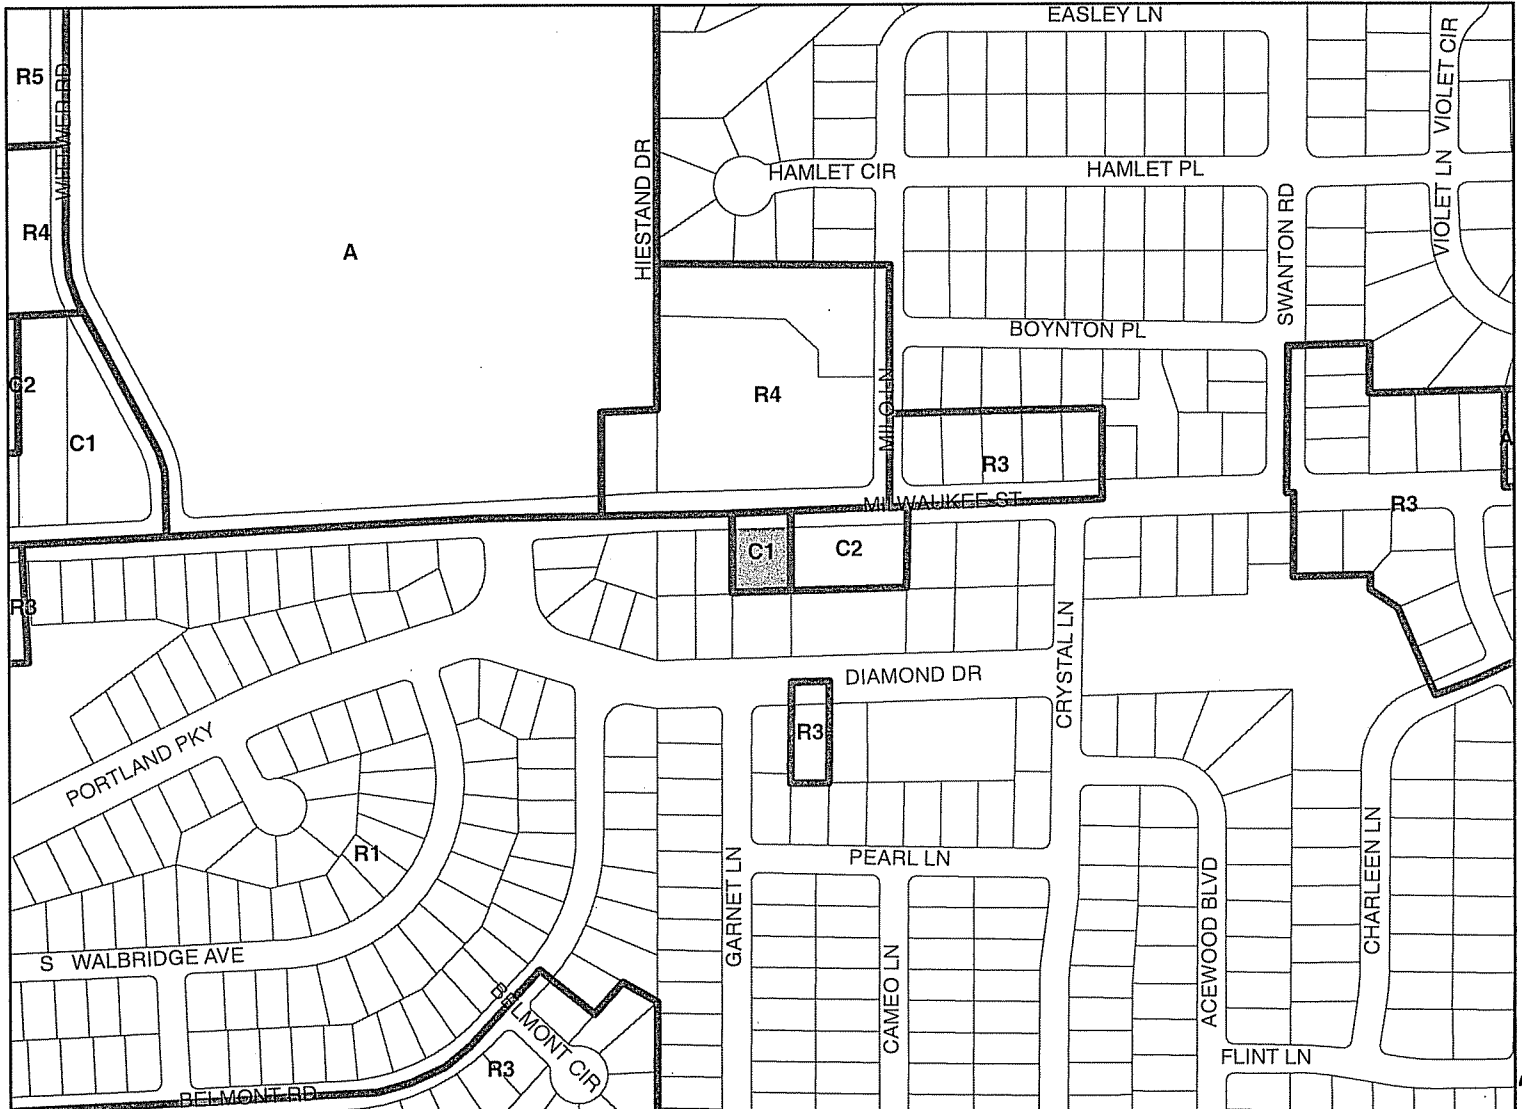 EASLEY LN
R5
WITTWER RD
VIOLET CIR
HIESTAND DR
HAMLET CIR
HAMLET PL
VIOLET LN
R4
A
SWANTON RD
BOYNTON PL
C2
R4
MILO LN
C1
R3
A
MILWAUKEE ST
R3
C1
C2
R3
CRYSTAL LN
DIAMOND DR
R3
PORTLAND PKY
R1
PEARL LN
GARNET LN
ACEWOOD BLVD
CHARLEEN LN
S WALBRIDGE AVE
CAMEO LN
BELMONT CIR
FLINT LN
R3
BELMONT RD